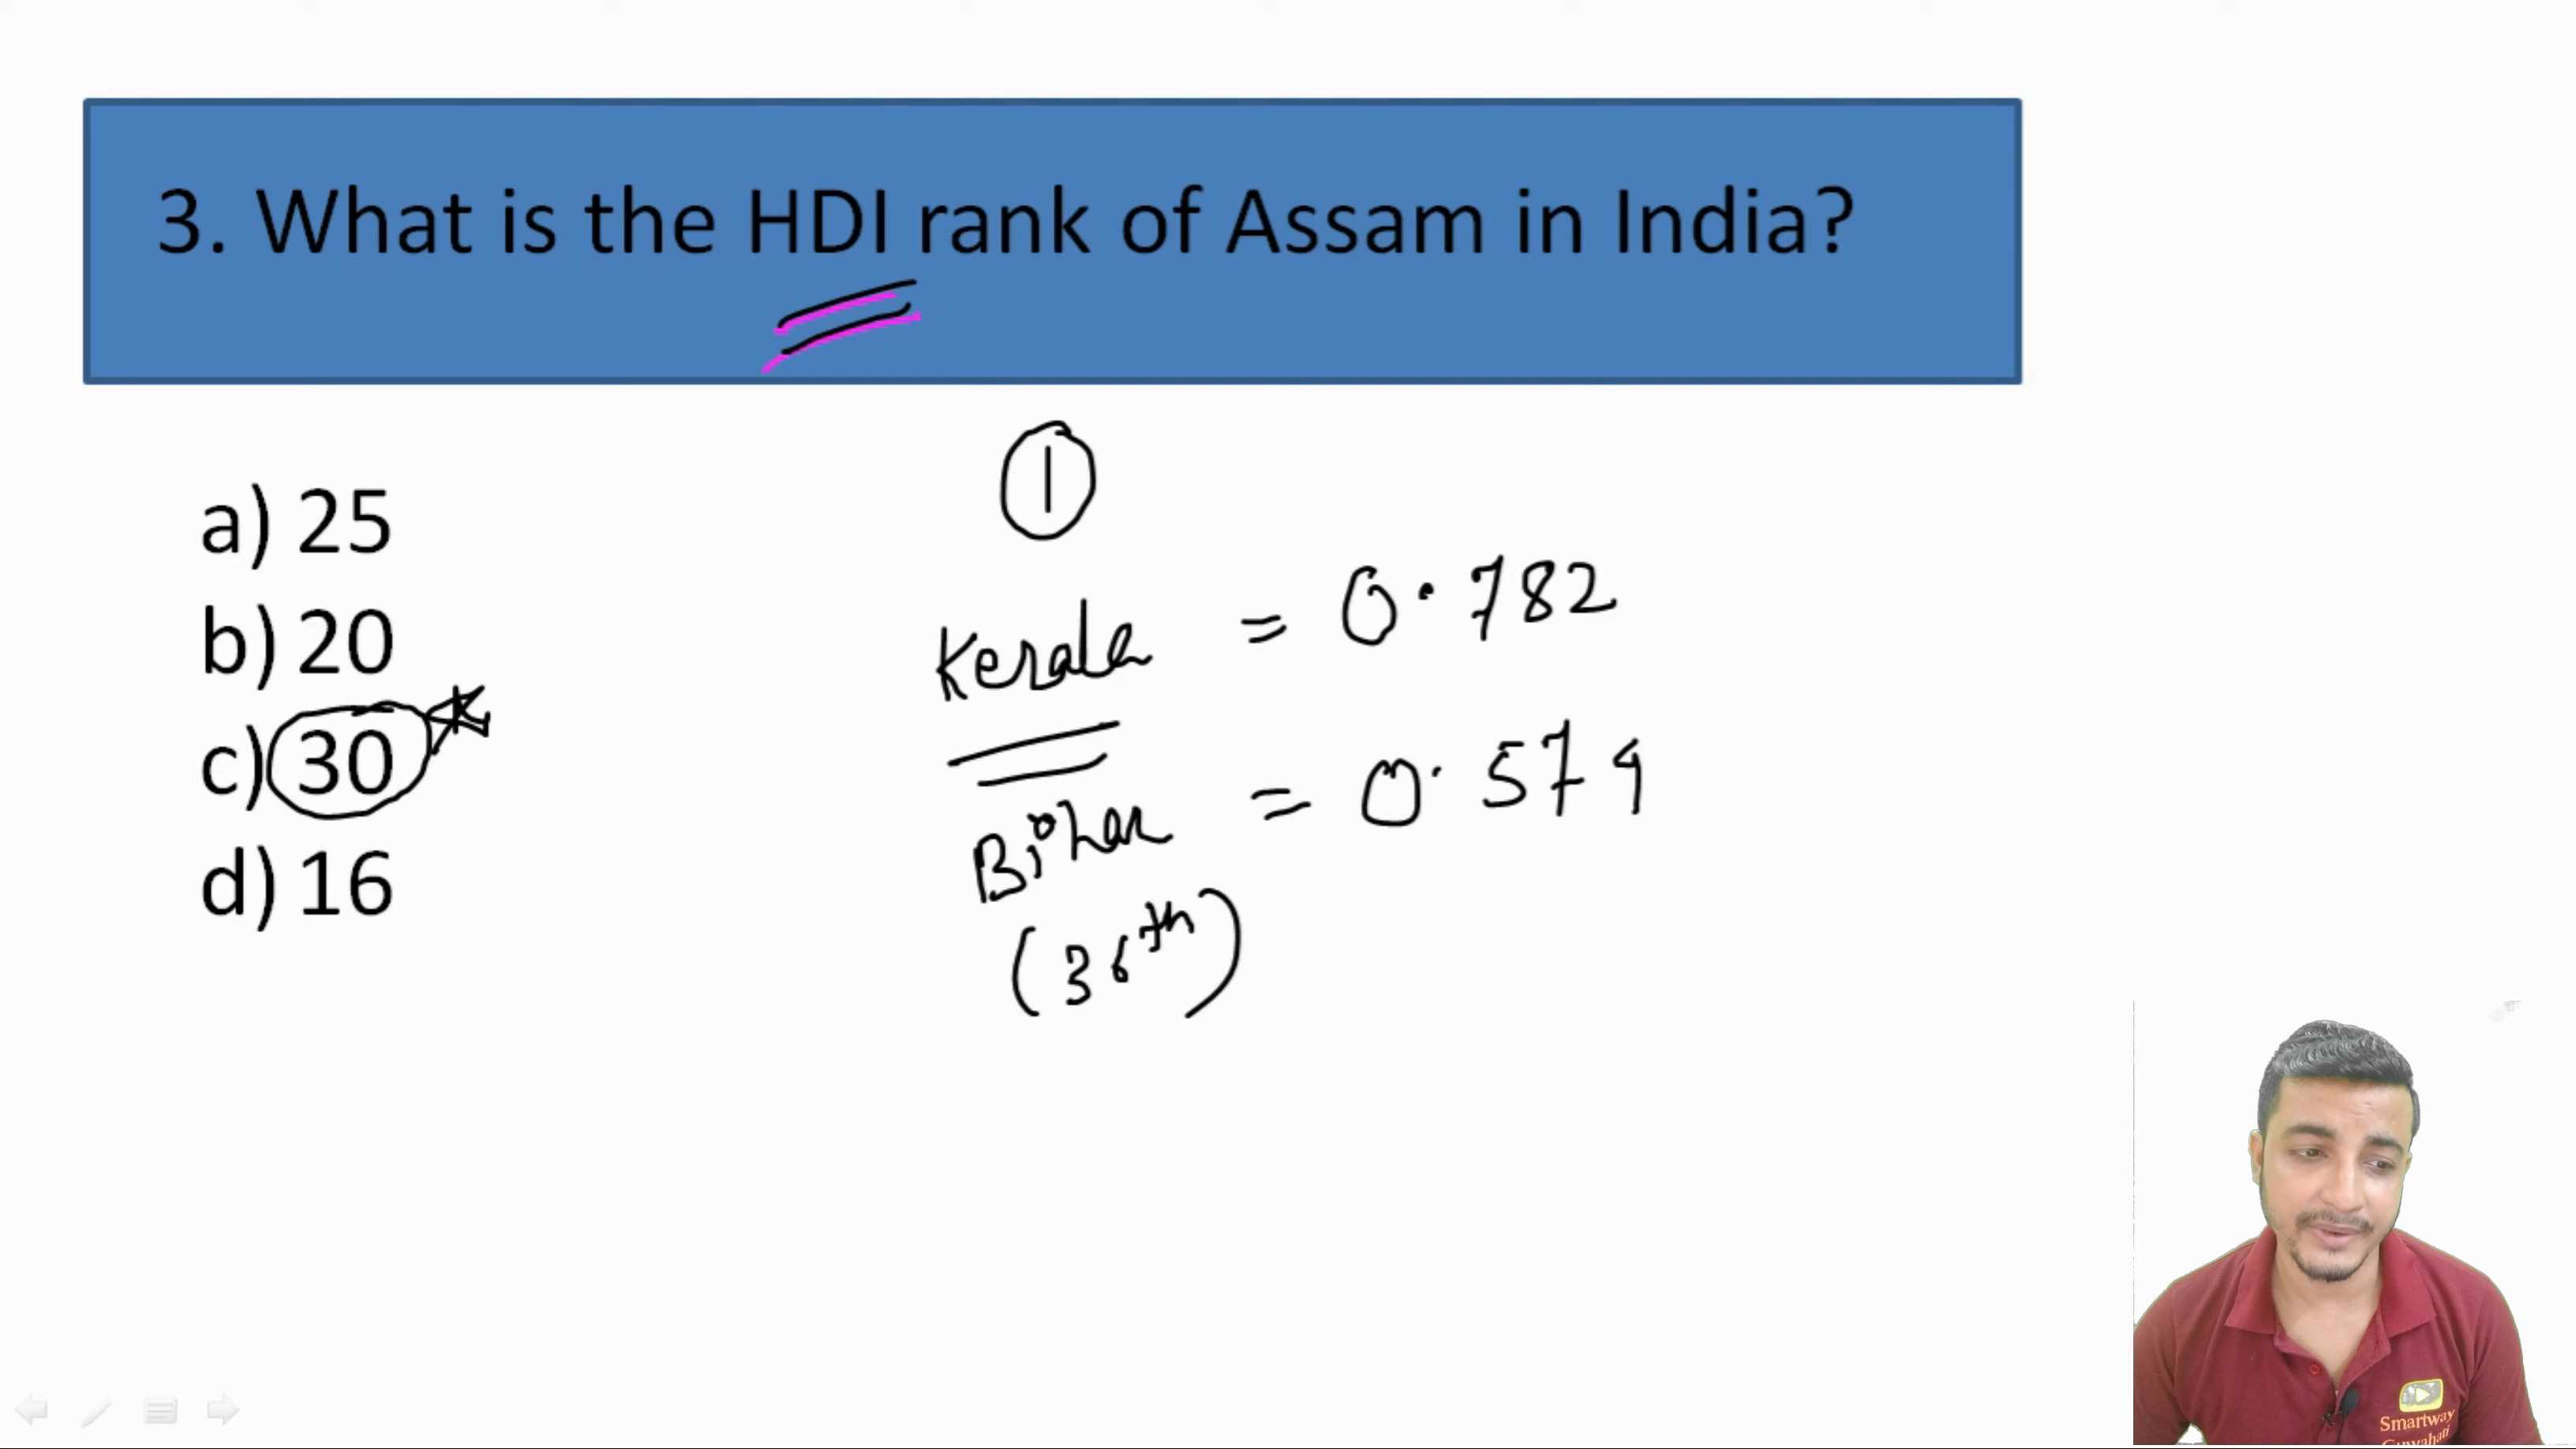 3. What is the HDI rank of Assam in India?
a) 25
b) 20
c) 30
d) 16
1
Kerala = 0.782
Bihar = 0.574
(36th)
Smartway
Guwahati